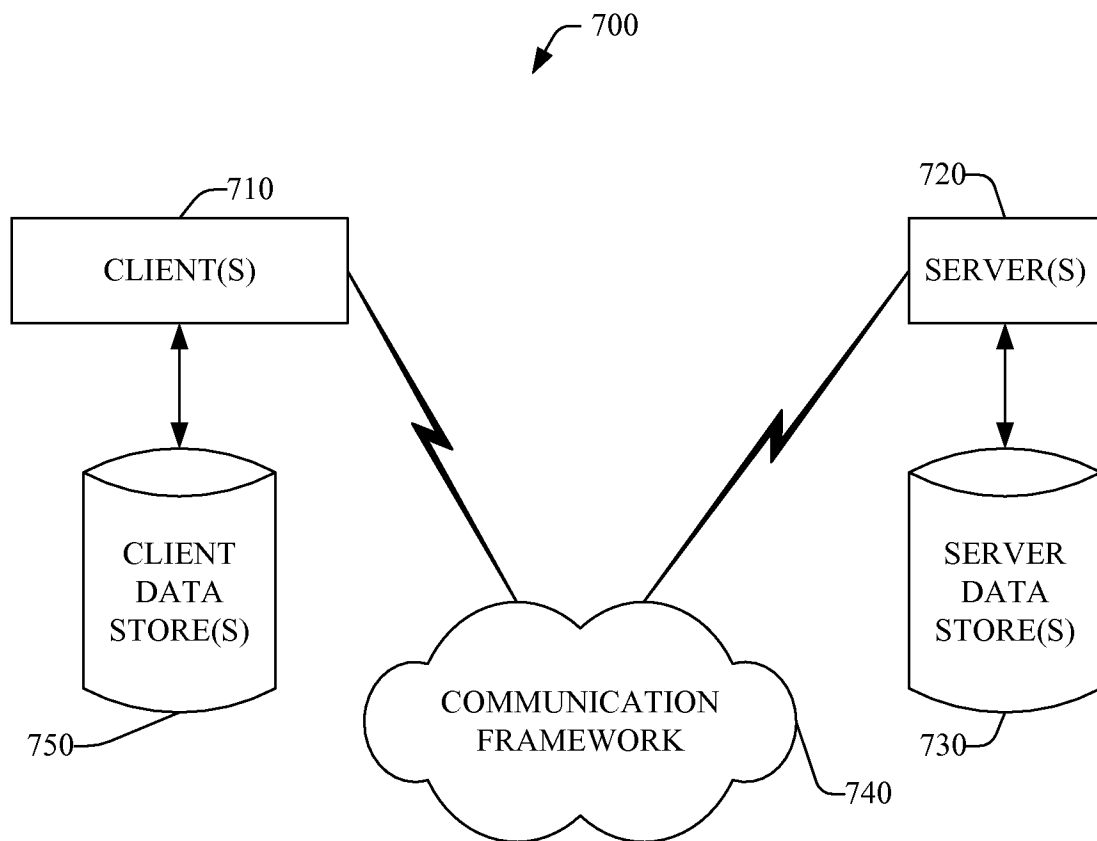 700
710
720
CLIENT(S)
SERVER(S)
CLIENT
DATA
STORE(S)
SERVER
DATA
STORE(S)
COMMUNICATION
FRAMEWORK
750
730
740